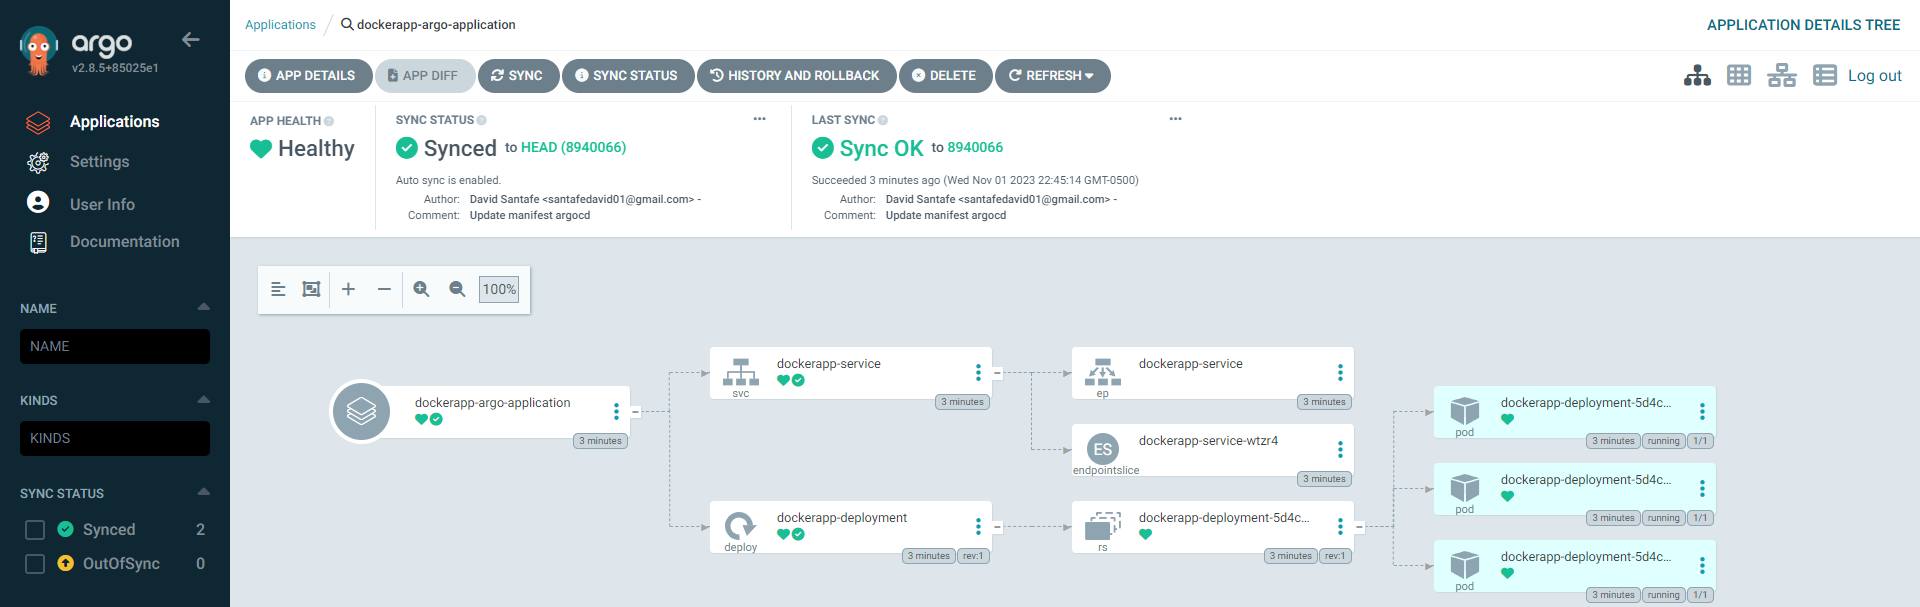 argo
v2.8.5+85025e1
Applications
Settings
User Info
Documentation
NAME
NAME
KINDS
KINDS
SYNC STATUS
Synced 2
OutOfSync 0
Applications / dockerapp-argo-application
APPLICATION DETAILS TREE
APP DETAILS APP DIFF SYNC SYNC STATUS HISTORY AND ROLLBACK DELETE REFRESH
Log out
APP HEALTH
Healthy
SYNC STATUS
Synced to HEAD (8940066)
Auto sync is enabled.
Author: David Santafe <santafedavid01@gmail.com> -
Comment: Update manifest argocd
LAST SYNC
Sync OK to 8940066
Succeeded 3 minutes ago (Wed Nov 01 2023 22:45:14 GMT-0500)
Author: David Santafe <santafedavid01@gmail.com> -
Comment: Update manifest argocd
100%
dockerapp-argo-application
3 minutes
dockerapp-service
svc
3 minutes
dockerapp-deployment
deploy
3 minutes rev:1
dockerapp-service
ep
3 minutes
ES
dockerapp-service-wtzr4
endpointslice
3 minutes
dockerapp-deployment-5d4c...
rs
3 minutes rev:1
dockerapp-deployment-5d4c...
pod
3 minutes running 1/1
dockerapp-deployment-5d4c...
pod
3 minutes running 1/1
dockerapp-deployment-5d4c...
pod
3 minutes running 1/1